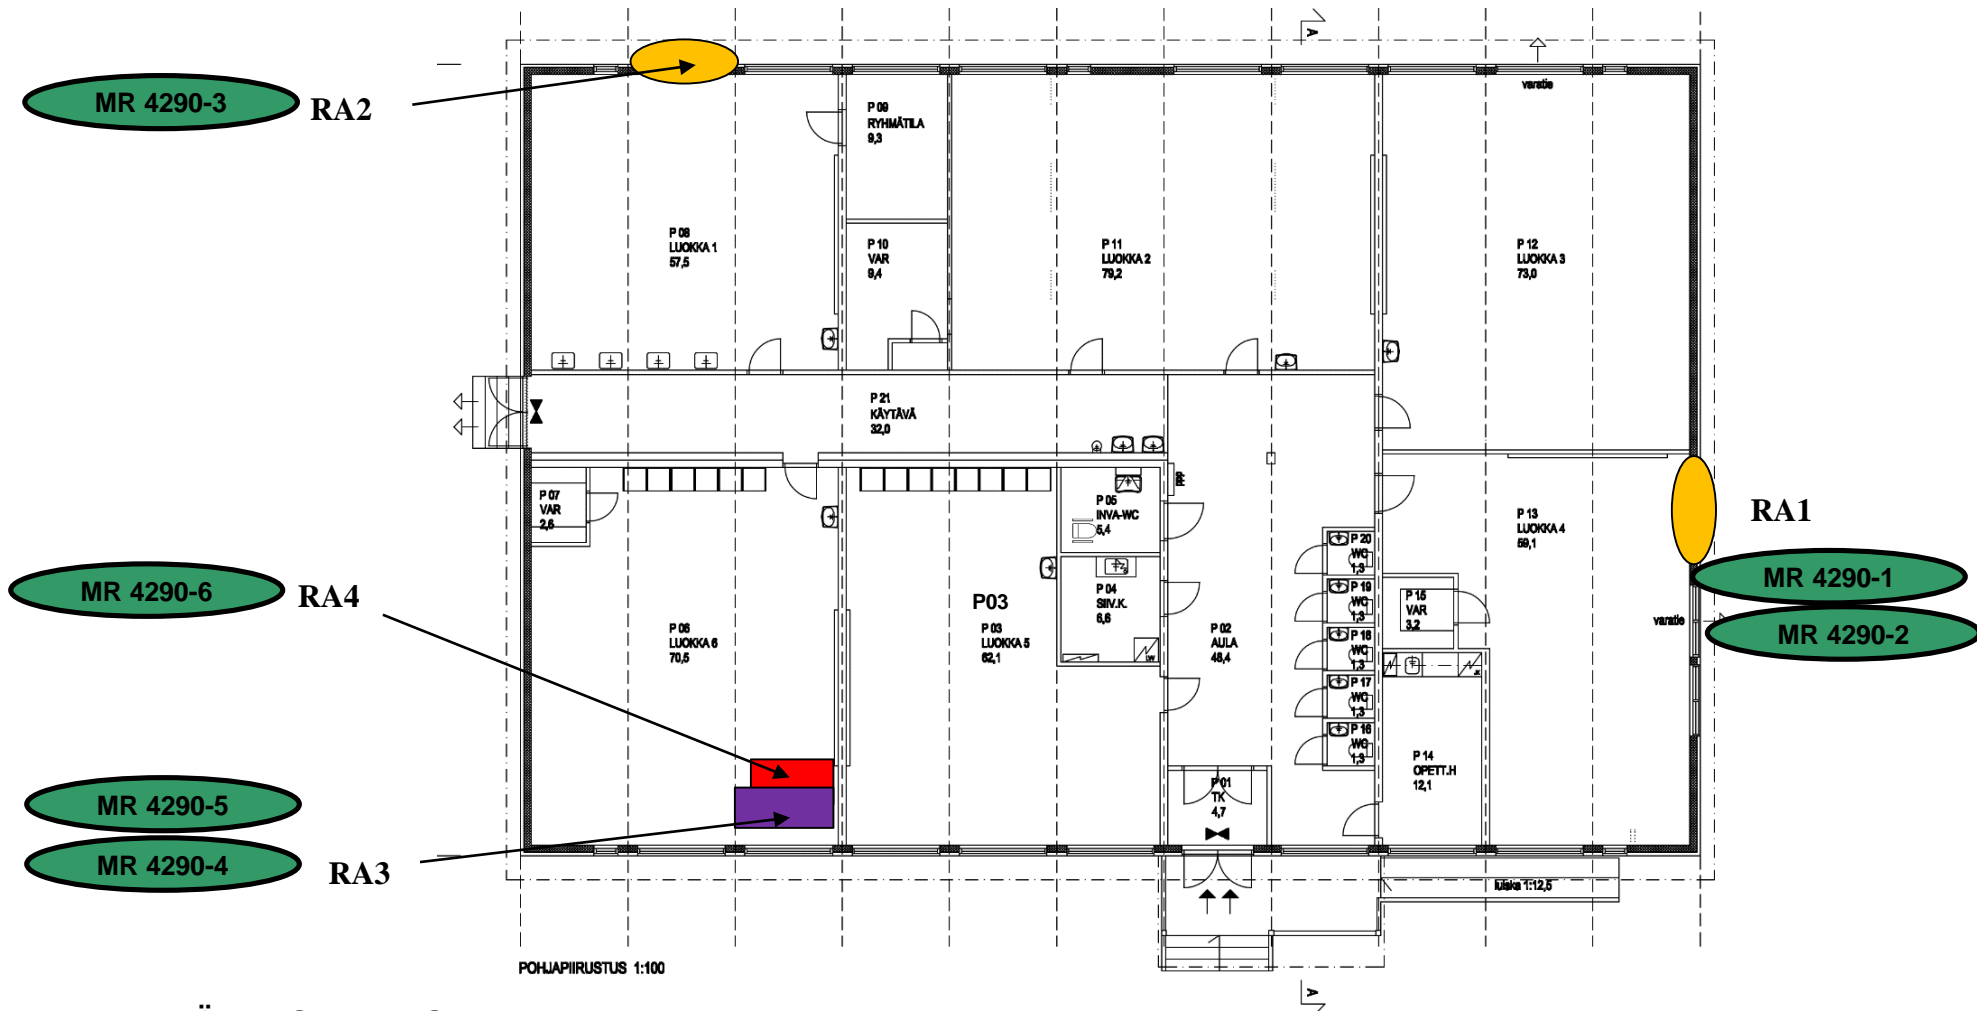 A
varatie
MR 4290-3
RA2
P 09
RYHMÄTILA
9,3
P 08
LUOKKA 1
57,5
P 10
VAR
9,4
P 11
LUOKKA 2
79,2
P 12
LUOKKA 3
73,0
P 21
KÄYTÄVÄ
32,0
P 07
VAR
2,6
P 05
INVA-WC
5,4
P 13
LUOKKA 4
59,1
RA1
MR 4290-1
MR 4290-2
varatie
P 20
WC
1,3
P 19
WC
1,3
P 18
WC
1,3
P 17
WC
1,3
P 16
WC
1,3
P 15
VAR
3,2
MR 4290-6
RA4
P 06
LUOKKA 6
70,5
P03
P 03
LUOKKA 5
62,1
P 04
SIIV.K.
6,6
P 02
AULA
48,4
P 14
OPETT.H
12,1
P 01
TK
4,7
MR 4290-5
MR 4290-4
RA3
luiska 1:12,5
POHJAPIIRUSTUS 1:100
A